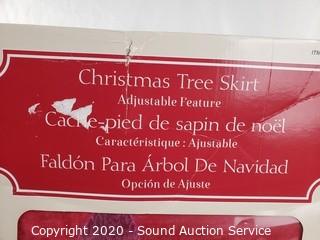 ITM
Christmas Tree Skirt
Adjustable Feature
Cache-pied de sapin de noël
Caractéristique : Ajustable
Faldón Para Árbol De Navidad
Opción de Ajuste
Copyright 2020 - Sound Auction Service